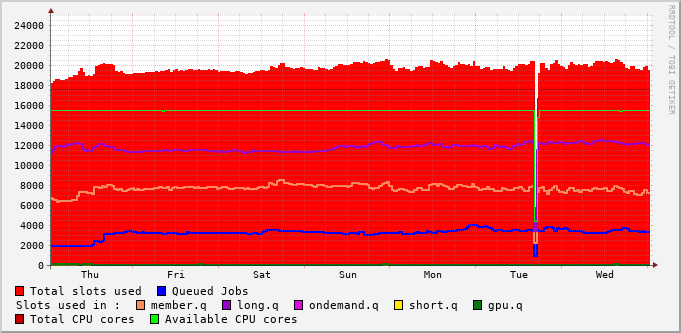 RRDTOOL / TOBI OETIKER
24000
22000
20000
18000
16000
14000
12000
10000
8000
6000
4000
2000
0
Thu Fri Sat Sun Mon Tue Wed
Total slots used Queued Jobs
Slots used in : member.q long.q ondemand.q short.q gpu.q
Total CPU cores Available CPU cores